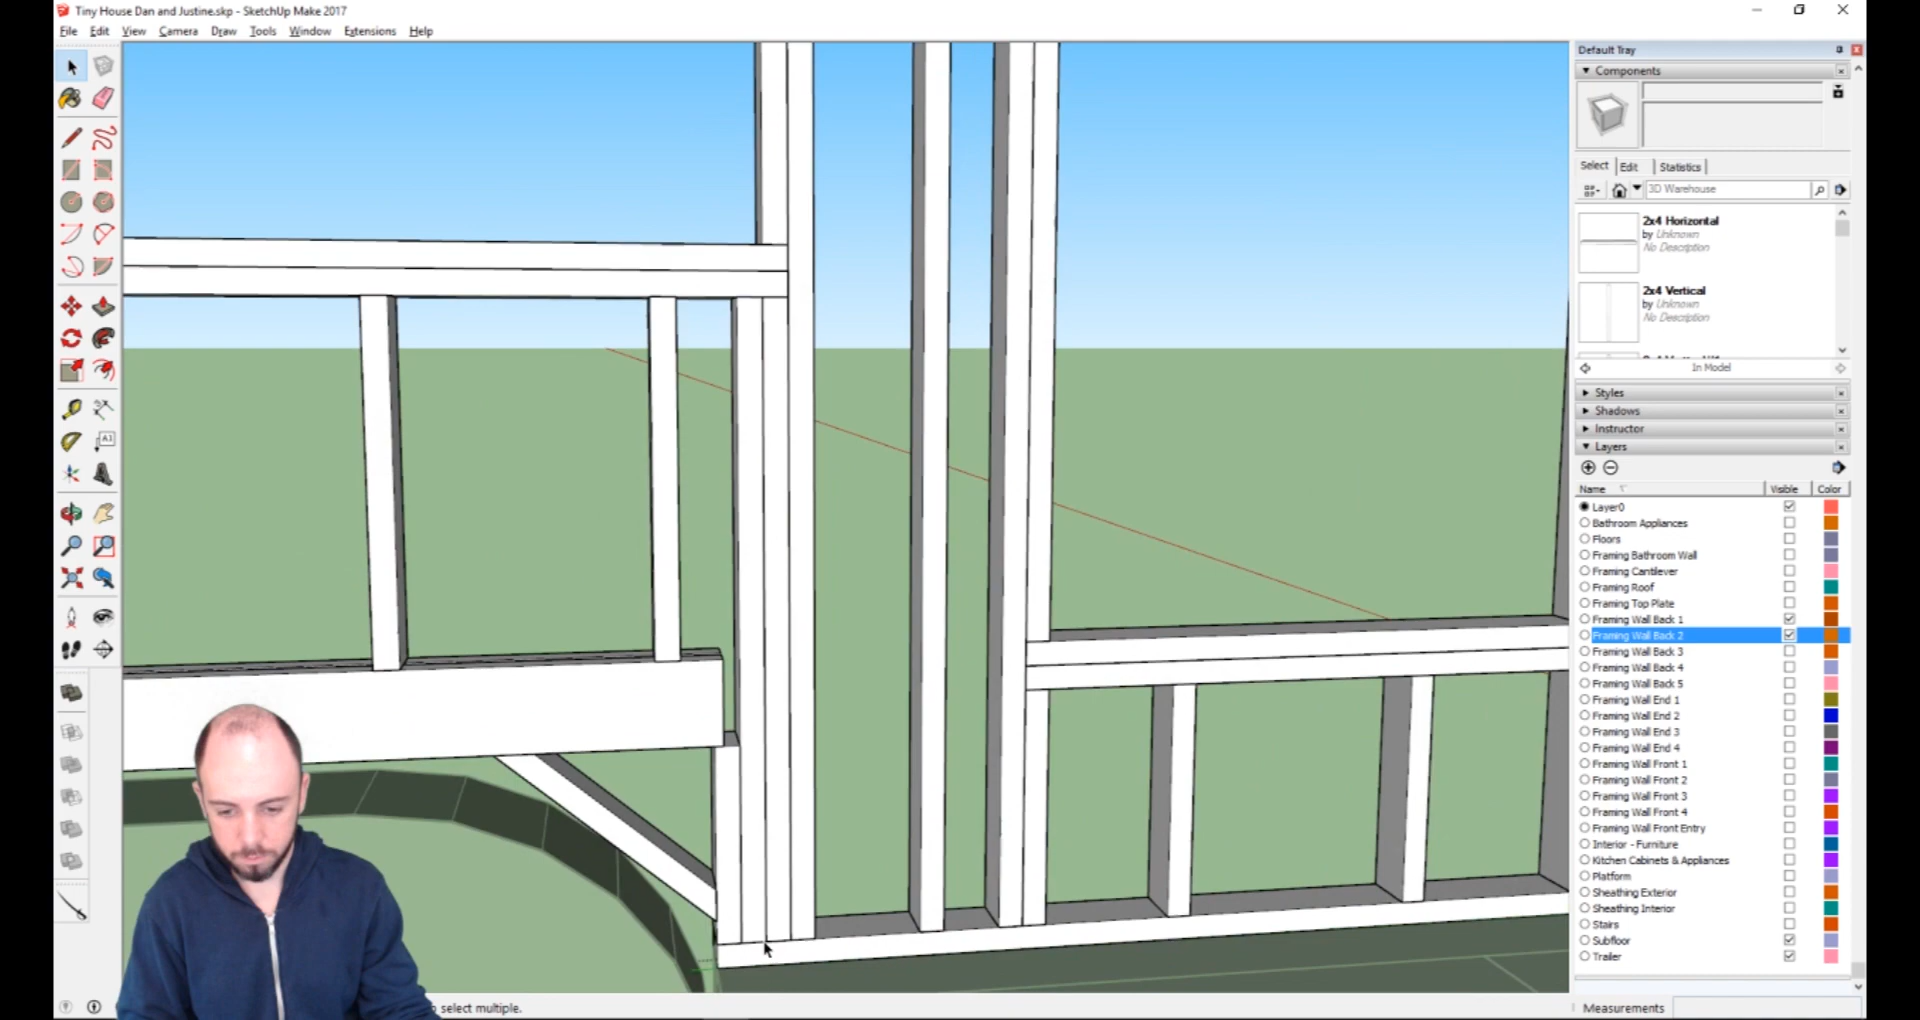 Tiny House Dan and Justine.skp - SketchUp Make 2017
File Edit View Camera Draw Tools Window Extensions Help
Default Tray
Components
Select Edit Statistics
3D Warehouse
2x4 Horizontal
by Unknown
No Description
2x4 Vertical
by Unknown
No Description
In Model
Styles
Shadows
Instructor
Layers
Name Visible Color
Layer0
Bathroom Appliances
Floors
Framing Bathroom Wall
Framing Cantilever
Framing Roof
Framing Top Plate
Framing Wall Back 1
Framing Wall Back 2
Framing Wall Back 3
Framing Wall Back 4
Framing Wall Back 5
Framing Wall End 1
Framing Wall End 2
Framing Wall End 3
Framing Wall End 4
Framing Wall Front 1
Framing Wall Front 2
Framing Wall Front 3
Framing Wall Front 4
Framing Wall Front Entry
Interior - Furniture
Kitchen Cabinets & Appliances
Platform
Sheathing Exterior
Sheathing Interior
Stairs
Subfloor
Trailer
select multiple.
Measurements